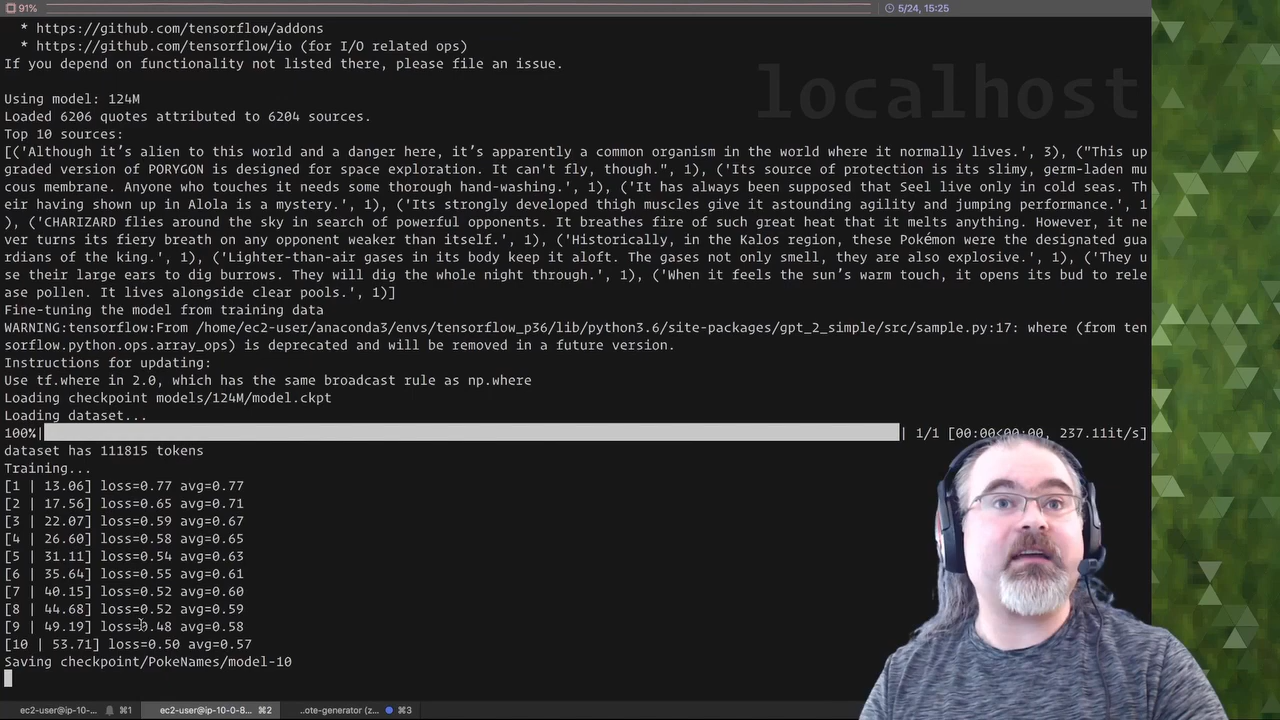 91%
5/24, 15:25
localhost
* https://github.com/tensorflow/addons
* https://github.com/tensorflow/io (for I/O related ops)
If you depend on functionality not listed there, please file an issue.
Using model: 124M
Loaded 6206 quotes attributed to 6204 sources.
Top 10 sources:
[('Although it’s alien to this world and a danger here, it’s apparently a common organism in the world where it normally lives.', 3), ("This up
graded version of PORYGON is designed for space exploration. It can't fly, though.", 1), ('Its source of protection is its slimy, germ-laden mu
cous membrane. Anyone who touches it needs some thorough hand-washing.', 1), ('It has always been supposed that Seel live only in cold seas. Th
eir having shown up in Alola is a mystery.', 1), ('Its strongly developed thigh muscles give it astounding agility and jumping performance.', 1
), ('CHARIZARD flies around the sky in search of powerful opponents. It breathes fire of such great heat that it melts anything. However, it ne
ver turns its fiery breath on any opponent weaker than itself.', 1), ('Historically, in the Kalos region, these Pokémon were the designated gua
rdians of the king.', 1), ('Lighter-than-air gases in its body keep it aloft. The gases not only smell, they are also explosive.', 1), ('They u
se their large ears to dig burrows. They will dig the whole night through.', 1), ('When it feels the sun’s warm touch, it opens its bud to rele
ase pollen. It lives alongside clear pools.', 1)]
Fine-tuning the model from training data
WARNING:tensorflow:From /home/ec2-user/anaconda3/envs/tensorflow_p36/lib/python3.6/site-packages/gpt_2_simple/src/sample.py:17: where (from ten
sorflow.python.ops.array_ops) is deprecated and will be removed in a future version.
Instructions for updating:
Use tf.where in 2.0, which has the same broadcast rule as np.where
Loading checkpoint models/124M/model.ckpt
Loading dataset...
100%| | 1/1 [00:00<00:00, 237.11it/s]
dataset has 111815 tokens
Training...
[1 | 13.06] loss=0.77 avg=0.77
[2 | 17.56] loss=0.65 avg=0.71
[3 | 22.07] loss=0.59 avg=0.67
[4 | 26.60] loss=0.58 avg=0.65
[5 | 31.11] loss=0.54 avg=0.63
[6 | 35.64] loss=0.55 avg=0.61
[7 | 40.15] loss=0.52 avg=0.60
[8 | 44.68] loss=0.52 avg=0.59
[9 | 49.19] loss=0.48 avg=0.58
[10 | 53.71] loss=0.50 avg=0.57
Saving checkpoint/PokeNames/model-10
ec2-user@ip-10-... ⌘1 ec2-user@ip-10-0-8... ⌘2 ..ote-generator (z... ⌘3